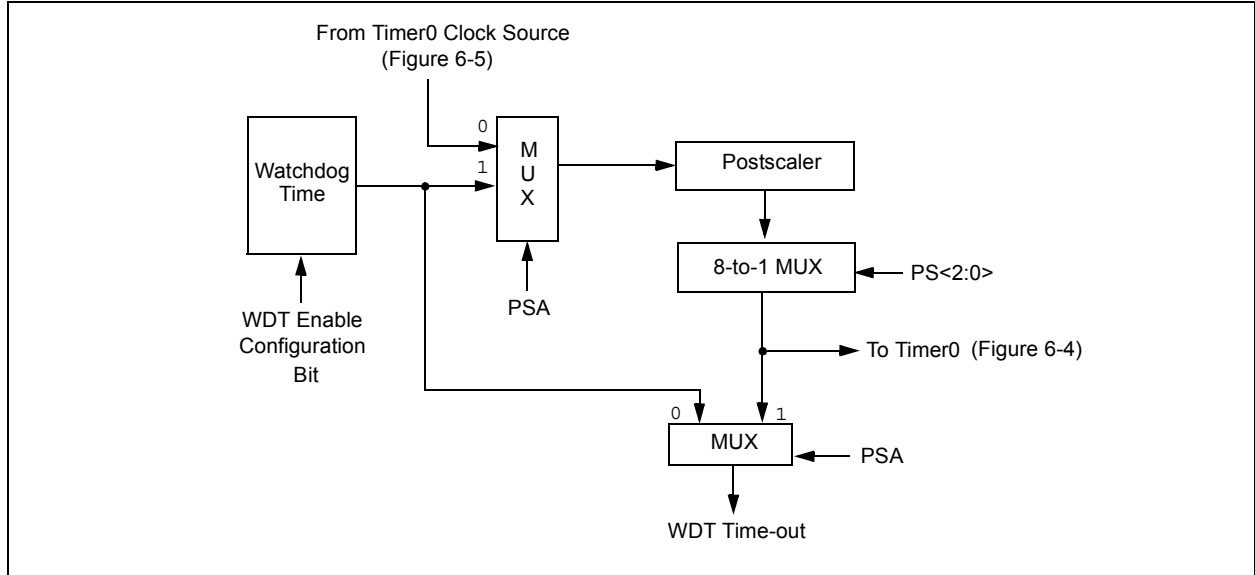 From Timer0 Clock Source
(Figure 6-5)
0
1
M
U
X
Watchdog
Time
Postscaler
8-to-1 MUX
PS<2:0>
PSA
WDT Enable
Configuration
Bit
To Timer0 (Figure 6-4)
0
1
MUX
PSA
WDT Time-out